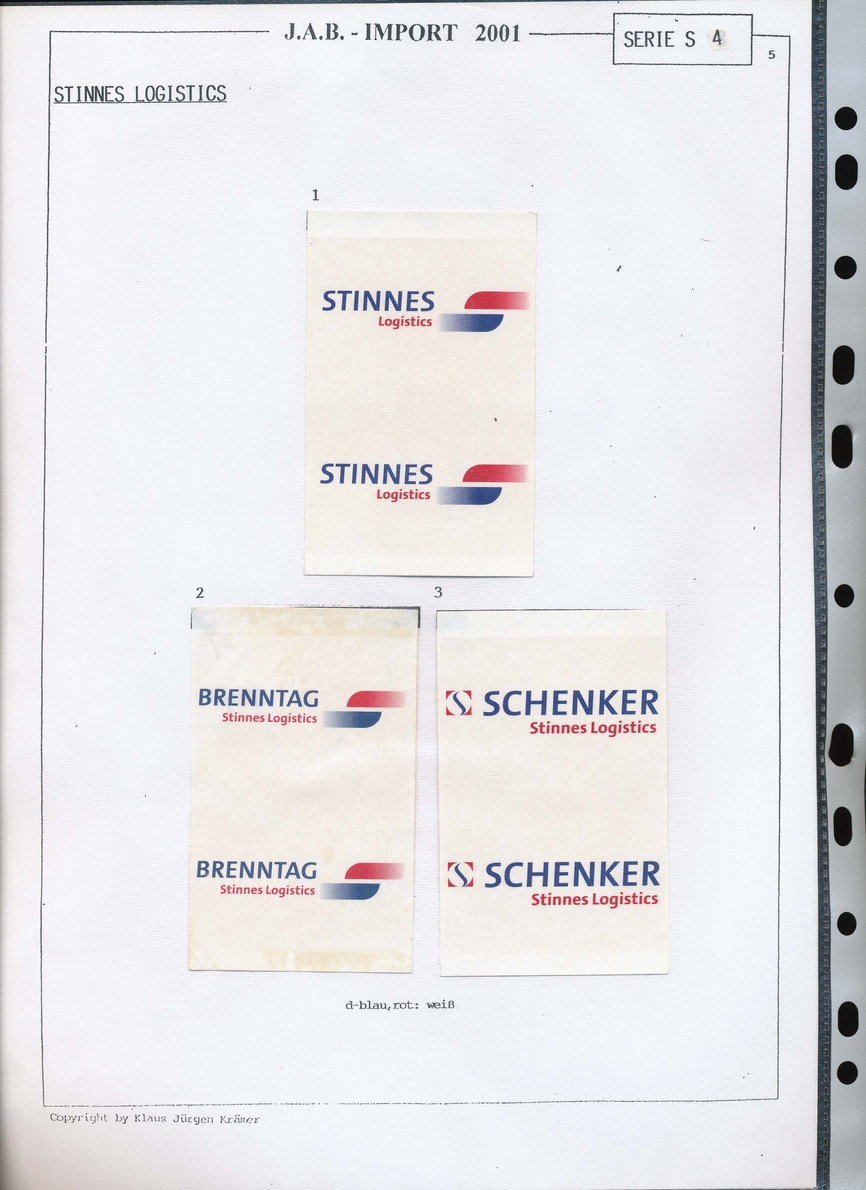 J.A.B. - IMPORT 2001
SERIE S 4
5
STINNES LOGISTICS
1
STINNES
Logistics
STINNES
Logistics
2
BRENNTAG
Stinnes Logistics
BRENNTAG
Stinnes Logistics
3
SCHENKER
Stinnes Logistics
SCHENKER
Stinnes Logistics
d-blau,rot: weiß
Copyright by Klaus Jürgen Krämer